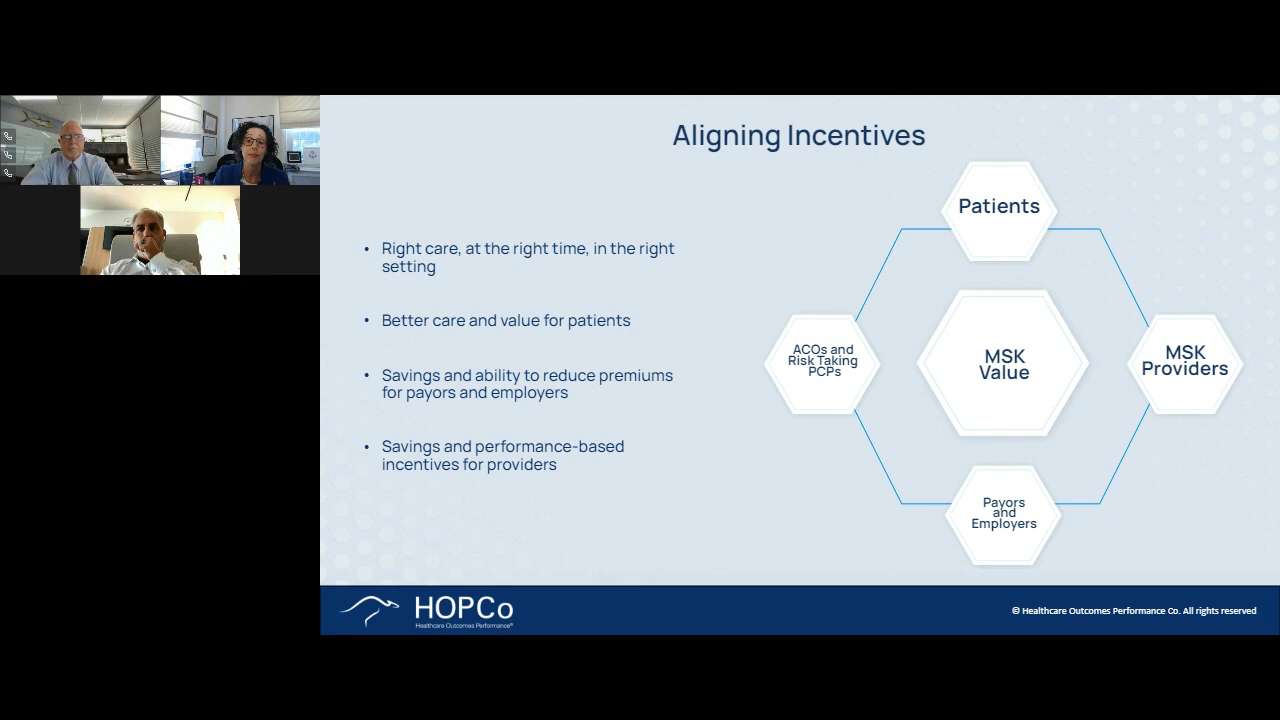 Aligning Incentives
• Right care, at the right time, in the right
setting
• Better care and value for patients
• Savings and ability to reduce premiums
for payors and employers
• Savings and performance-based
incentives for providers
Patients
ACOs and
Risk Taking
PCPs
MSK
Value
MSK
Providers
Payors
and
Employers
HOPCo
Healthcare Outcomes Performance®
© Healthcare Outcomes Performance Co. All rights reserved